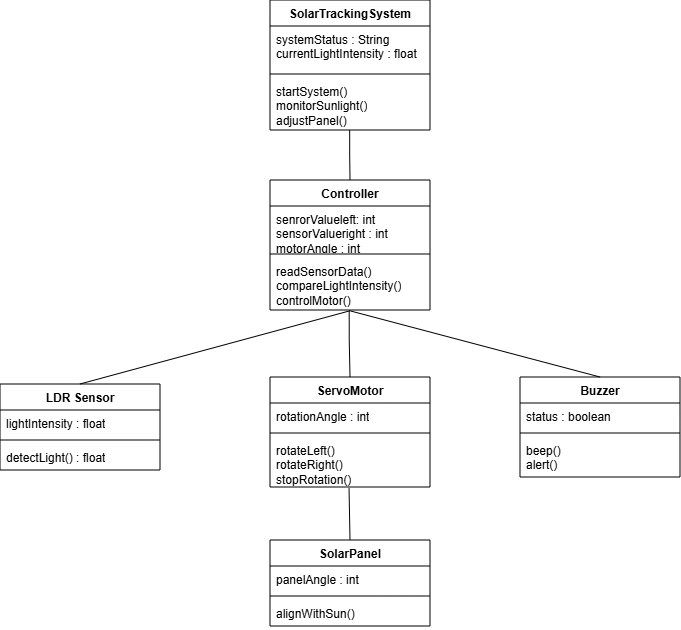 SolarTrackingSystem
systemStatus : String
currentLightIntensity : float
startSystem()
monitorSunlight()
adjustPanel()
Controller
senrorValueleft: int
sensorValueright : int
motorAngle : int
readSensorData()
compareLightIntensity()
controlMotor()
LDR Sensor
lightIntensity : float
detectLight() : float
ServoMotor
rotationAngle : int
rotateLeft()
rotateRight()
stopRotation()
Buzzer
status : boolean
beep()
alert()
SolarPanel
panelAngle : int
alignWithSun()